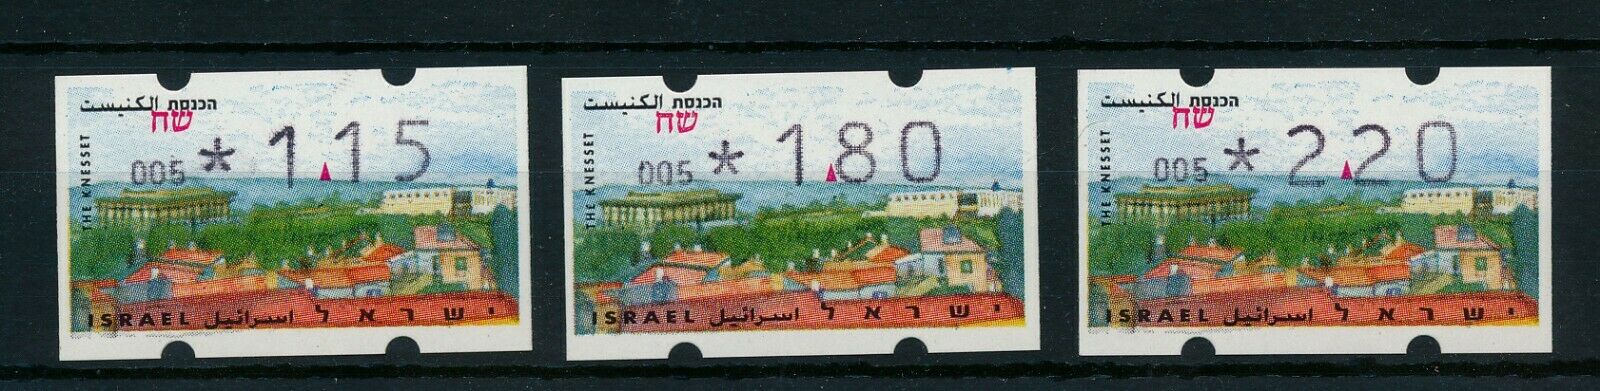 הכנסת الكنيست
שח
THE KNESSET
005 * 1.15
ISRAEL اسرائيل ישראל
הכנסת الكنيست
שח
THE KNESSET
005 * 1.80
ISRAEL اسرائيل ישראל
הכנסת الكنيست
שח
THE KNESSET
005 * 2.20
ISRAEL اسرائيل ישראל